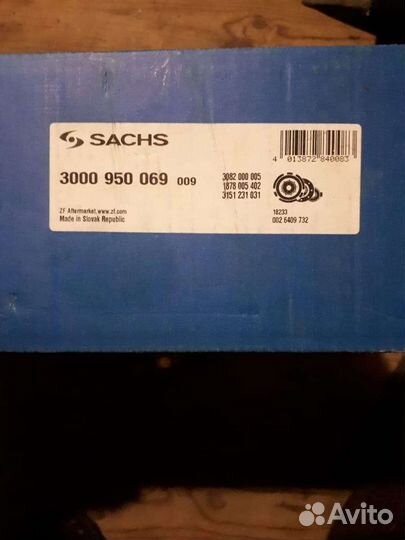 SACHS
4 013872 840083
3000 950 069 009
3082 000 005
1878 005 402
3151 231 031
ZF Aftermarket,www.zf.com
Made in Slovak Republic
18233
002 6409 732
Avito